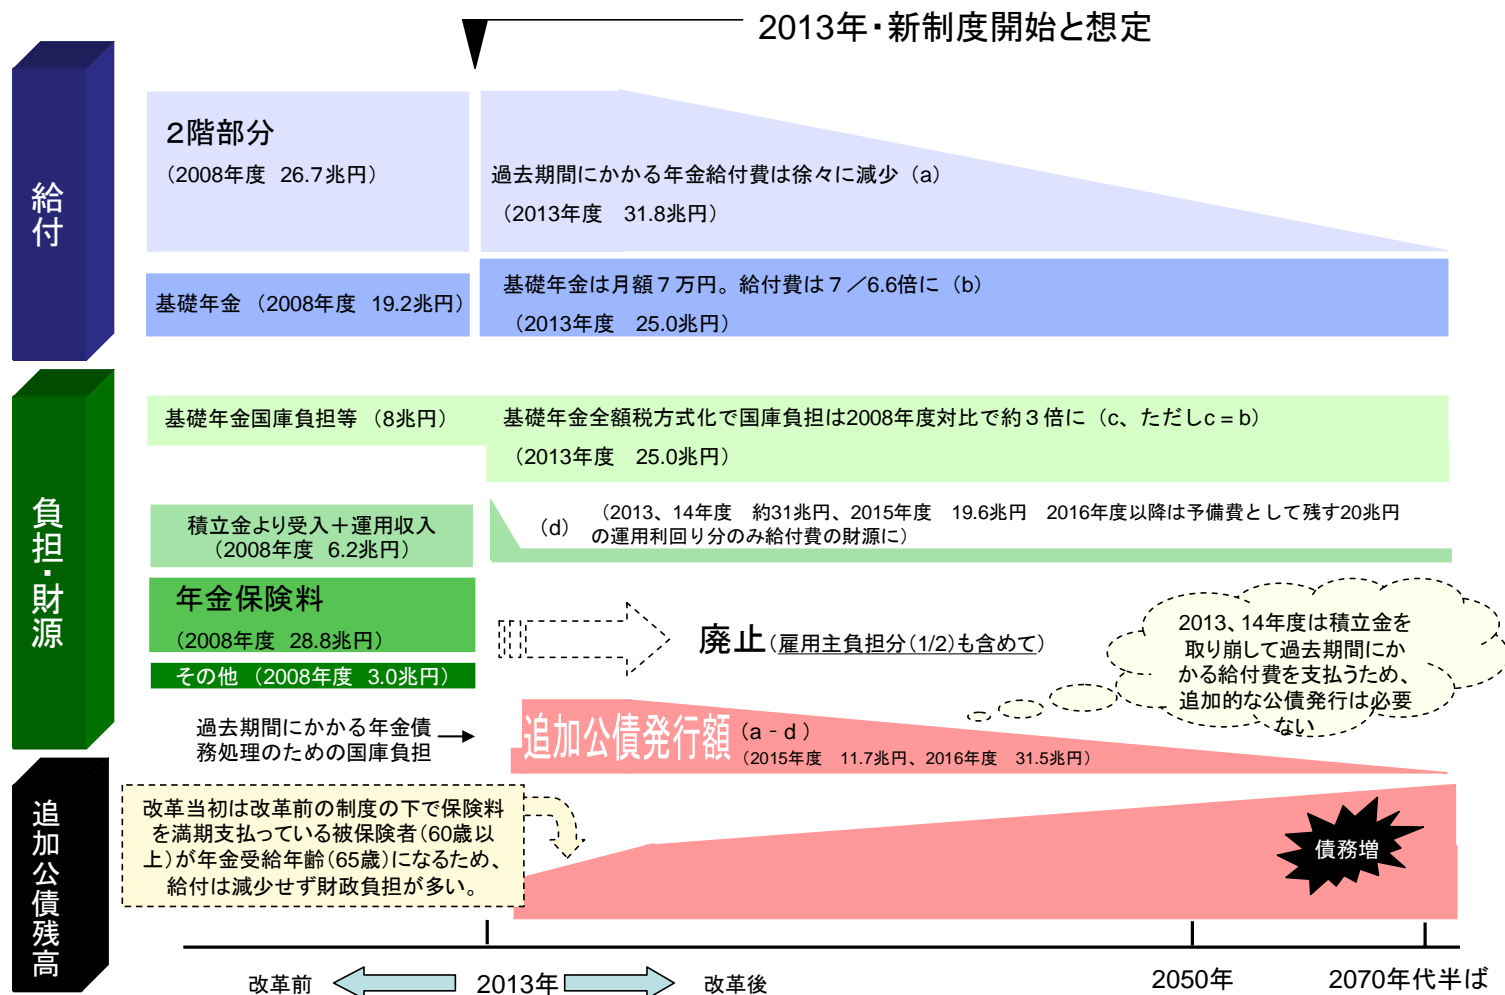 2013年・新制度開始と想定
給付
２階部分
（2008年度　26.7兆円）
過去期間にかかる年金給付費は徐々に減少（a）
（2013年度　31.8兆円）
基礎年金（2008年度　19.2兆円）
基礎年金は月額７万円。給付費は７／6.6倍に（b）
（2013年度　25.0兆円）
負担・財源
基礎年金国庫負担等（8兆円）
基礎年金全額税方式化で国庫負担は2008年度対比で約３倍に（c、ただしc＝b）
（2013年度　25.0兆円）
積立金より受入＋運用収入
（2008年度　6.2兆円）
（d）
（2013、14年度　約31兆円、2015年度　19.6兆円　2016年度以降は予備費として残す20兆円
の運用利回り分のみ給付費の財源に）
年金保険料
（2008年度　28.8兆円）
廃止（雇用主負担分(1/2)も含めて）
その他（2008年度　3.0兆円）
2013、14年度は積立金を
取り崩して過去期間にか
かる給付費を支払うため、
追加的な公債発行は必要
ない
過去期間にかかる年金債
務処理のための国庫負担
追加公債発行額（a‐d）
（2015年度　11.7兆円、2016年度　31.5兆円）
追加公債残高
改革当初は改革前の制度の下で保険料
を満期支払っている被保険者（60歳以
上）が年金受給年齢（65歳）になるため、
給付は減少せず財政負担が多い。
債務増
改革前
2013年
改革後
2050年
2070年代半ば